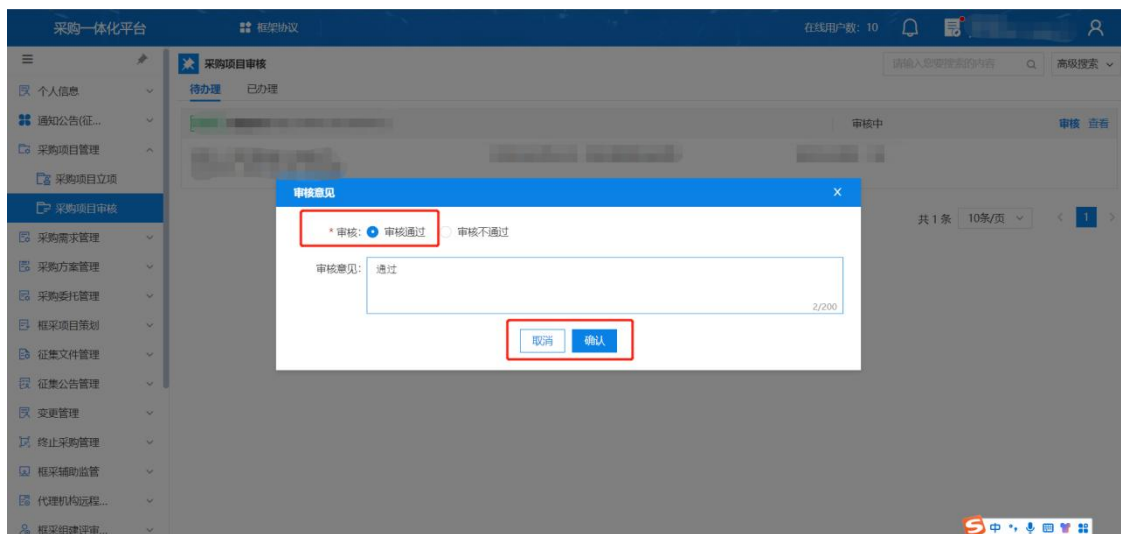 采购一体化平台
框架协议
在线用户数：10
采购项目审核
请输入您要搜索的内容
高级搜索
个人信息
待办理
已办理
通知公告(征...
审核中
审核 查看
采购项目管理
采购项目立项
审核意见
采购项目审核
共1条 10条/页 1
* 审核: 审核通过 审核不通过
采购需求管理
审核意见: 通过
采购方案管理
采购委托管理
2/200
框采项目策划
取消 确认
征集文件管理
征集公告管理
变更管理
终止采购管理
框采辅助监管
代理机构远程...
框采组建评审...
中